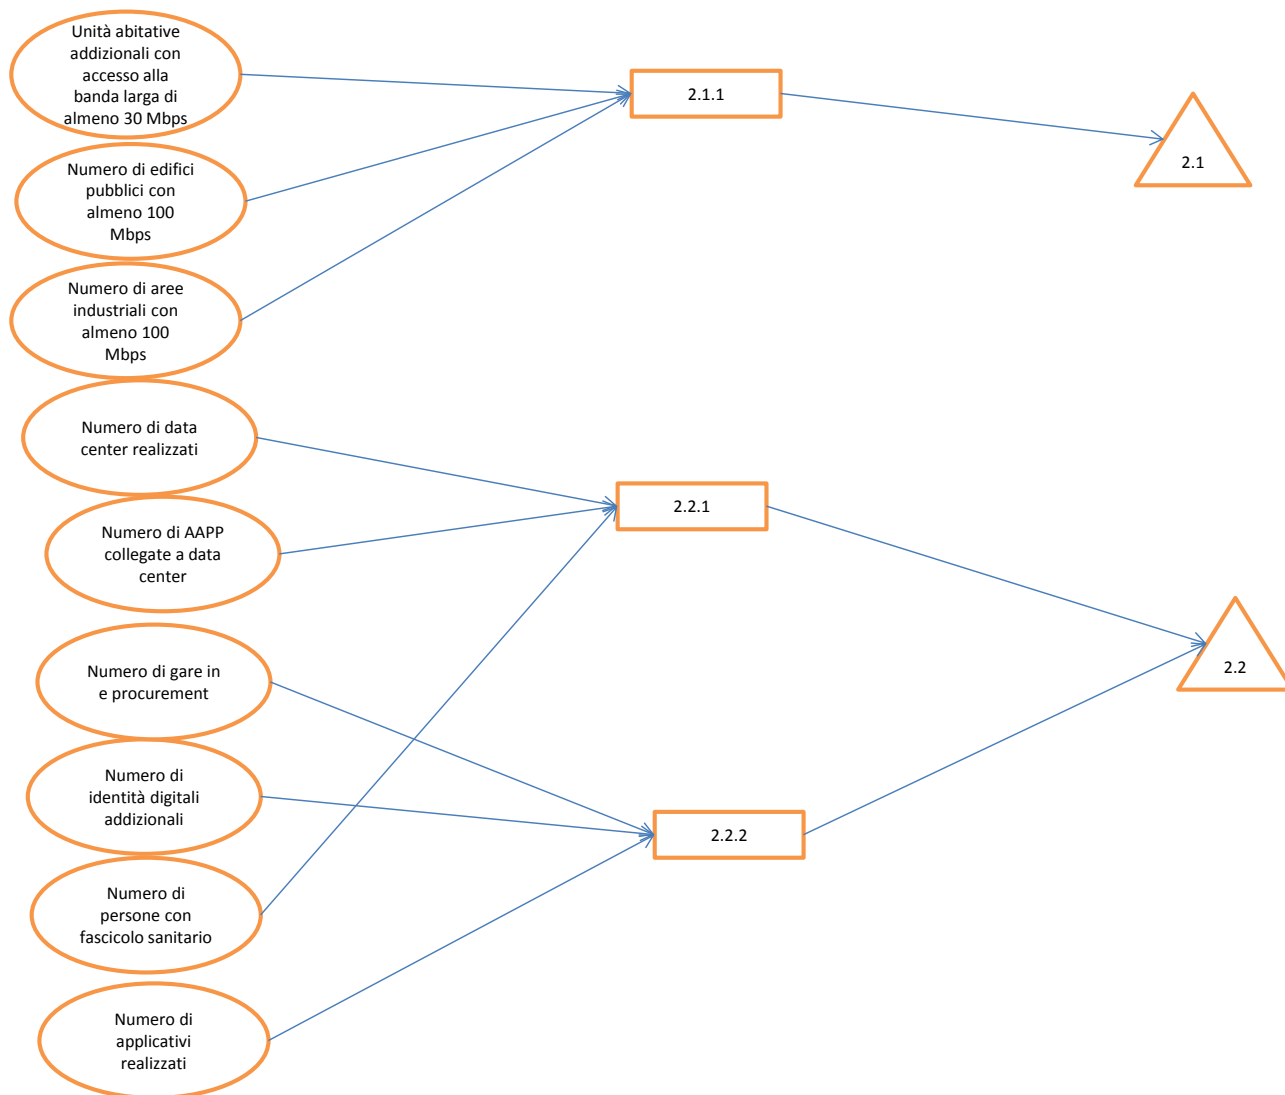 Unità abitative
addizionali con
accesso alla
banda larga di
almeno 30 Mbps
2.1.1
2.1
Numero di edifici
pubblici con
almeno 100
Mbps
Numero di aree
industriali con
almeno 100
Mbps
Numero di data
center realizzati
2.2.1
Numero di AAPP
collegate a data
center
Numero di gare in
e procurement
2.2
Numero di
identità digitali
addizionali
2.2.2
Numero di
persone con
fascicolo sanitario
Numero di
applicativi
realizzati